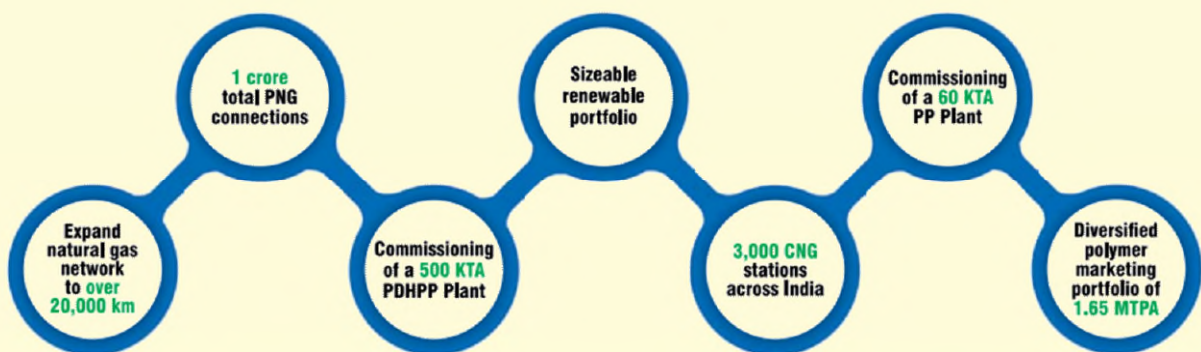 Expand
natural gas
network
to over
20,000 km
1 crore
total PNG
connections
Commissioning
of a 500 KTA
PDHPP Plant
Sizeable
renewable
portfolio
3,000 CNG
stations
across India
Commissioning
of a 60 KTA
PP Plant
Diversified
polymer
marketing
portfolio of
1.65 MTPA